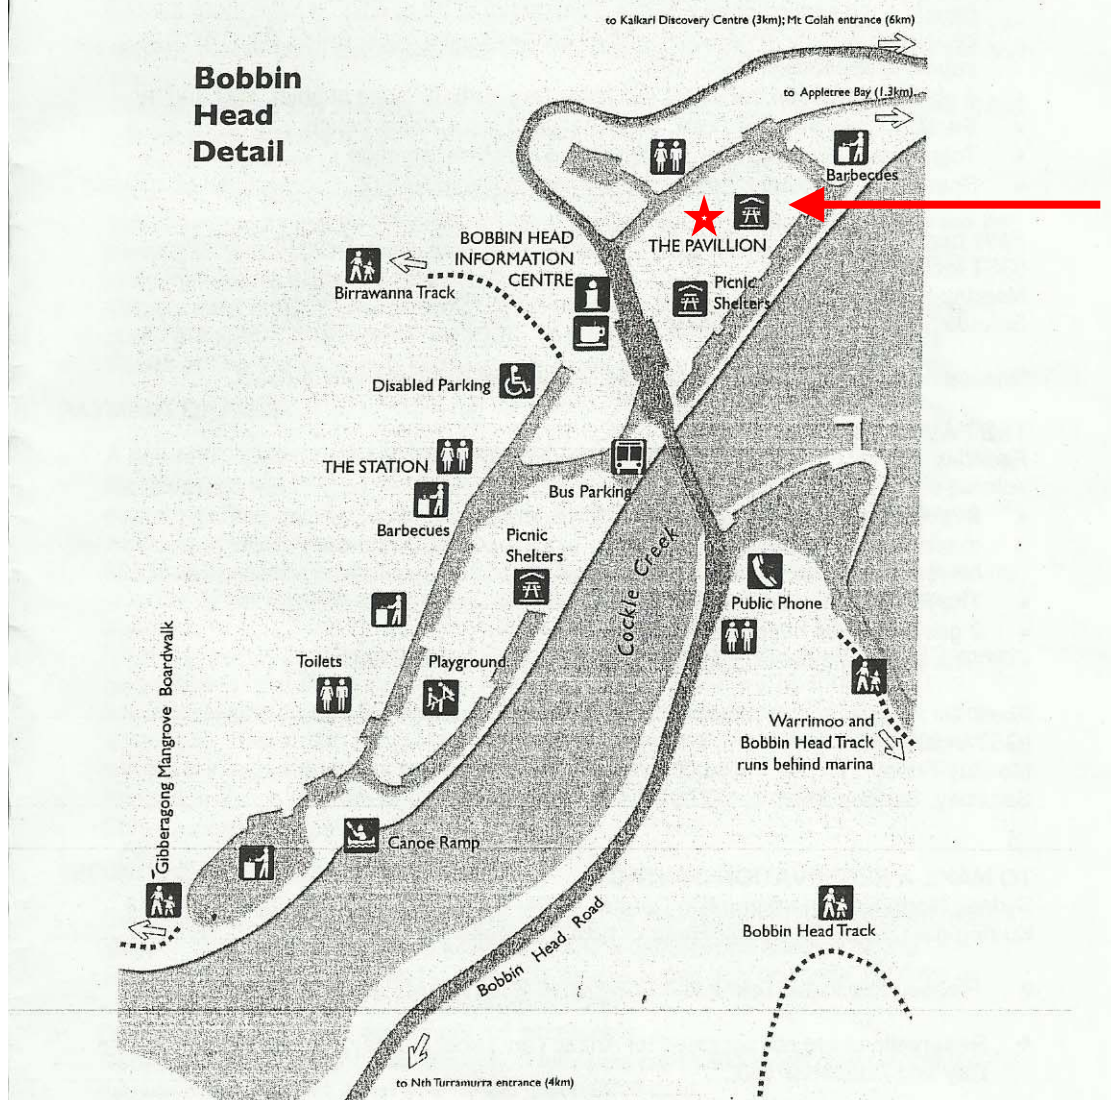 to Kalkari Discovery Centre (3km); Mt Colah entrance (6km)
Bobbin
Head
Detail
to Appletree Bay (1.3km)
Barbecues
BOBBIN HEAD
INFORMATION
CENTRE
THE PAVILLION
Birrawanna Track
Picnic
Shelters
Disabled Parking
THE STATION
Bus Parking
Barbecues
Picnic
Shelters
Cockle Creek
Public Phone
Gibberagong Mangrove Boardwalk
Toilets
Playground
Warrimoo and
Bobbin Head Track
runs behind marina
Canoe Ramp
Bobbin Head Road
Bobbin Head Track
to Nth Turramurra entrance (4km)